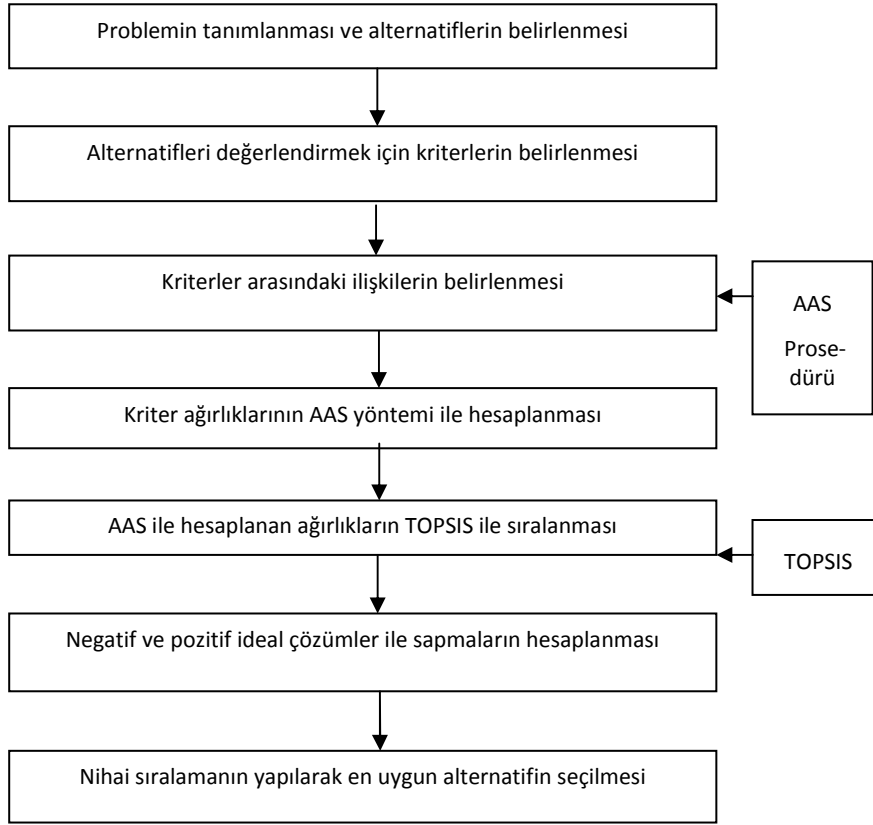 Problemin tanımlanması ve alternatiflerin belirlenmesi
Alternatifleri değerlendirmek için kriterlerin belirlenmesi
Kriterler arasındaki ilişkilerin belirlenmesi
AAS
Prose-
dürü
Kriter ağırlıklarının AAS yöntemi ile hesaplanması
AAS ile hesaplanan ağırlıkların TOPSIS ile sıralanması
TOPSIS
Negatif ve pozitif ideal çözümler ile sapmaların hesaplanması
Nihai sıralamanın yapılarak en uygun alternatifin seçilmesi